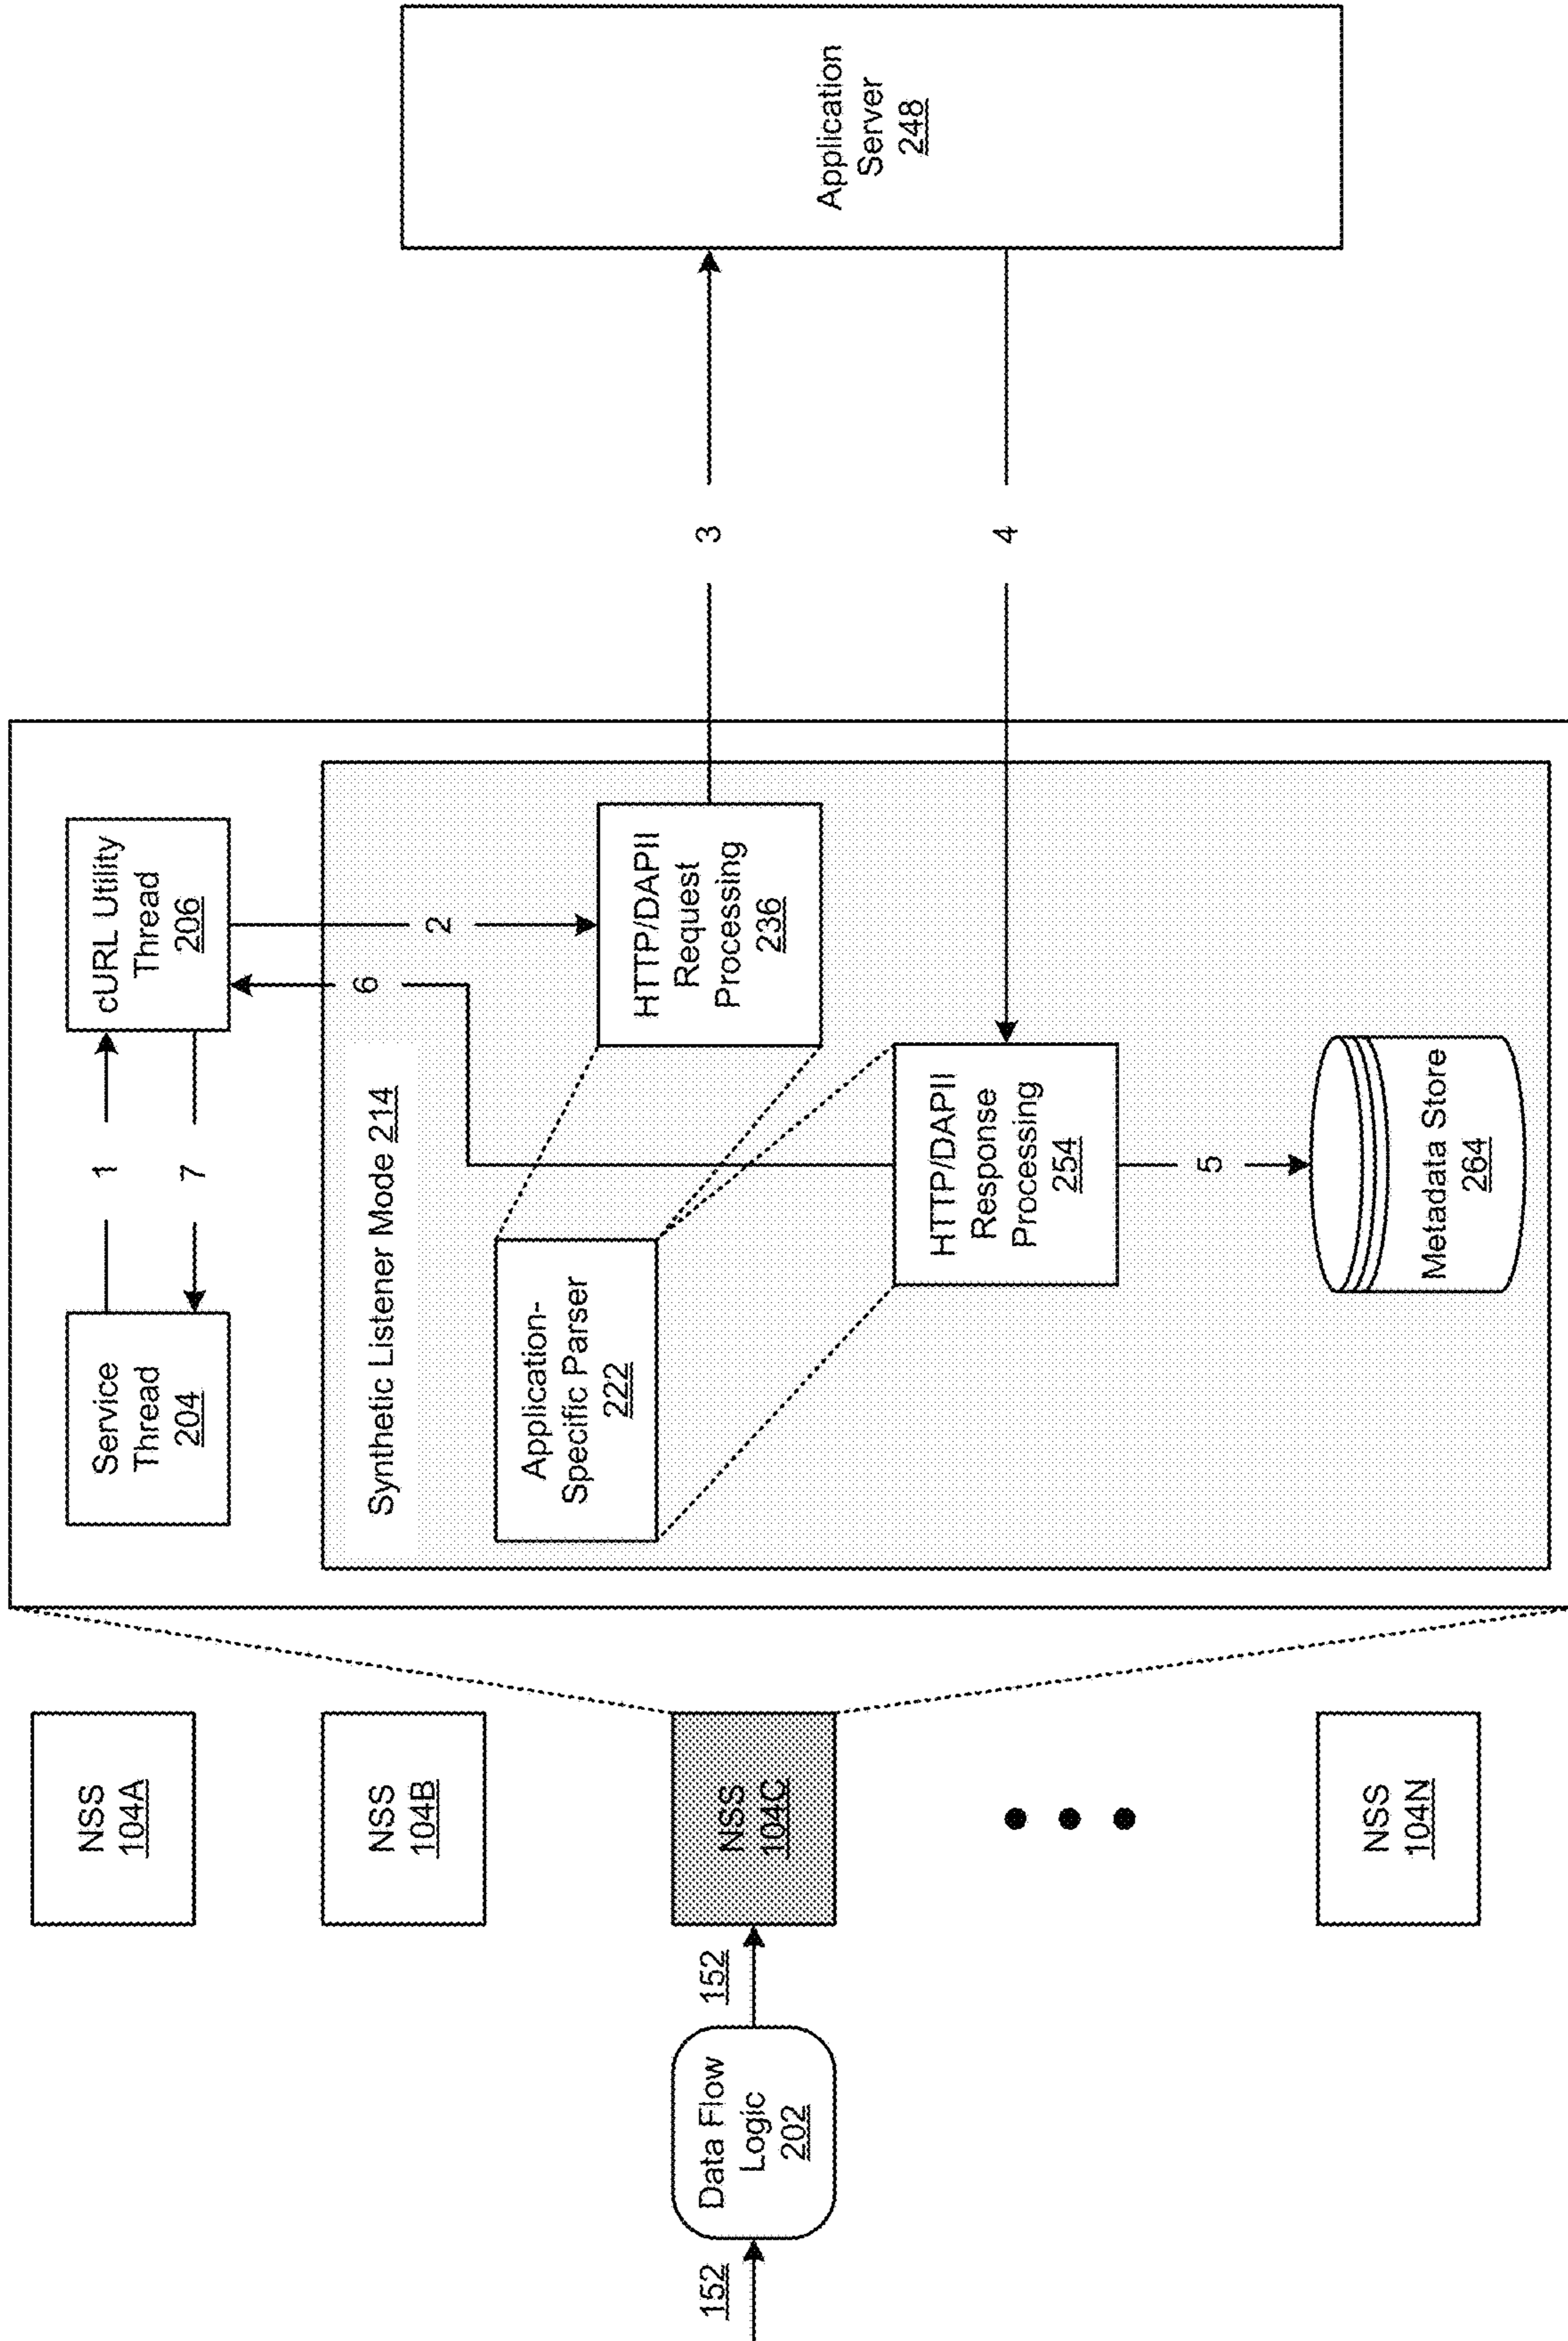 152
Data Flow
Logic
202
152
NSS
104A
NSS
104B
NSS
104C
NSS
104N
Service
Thread
204
1
7
cURL Utility
Thread
206
Synthetic Listener Mode 214
6
2
Application-
Specific Parser
222
HTTP/DAPII
Request
Processing
236
HTTP/DAPII
Response
Processing
254
5
Metadata Store
264
3
4
Application
Server
248